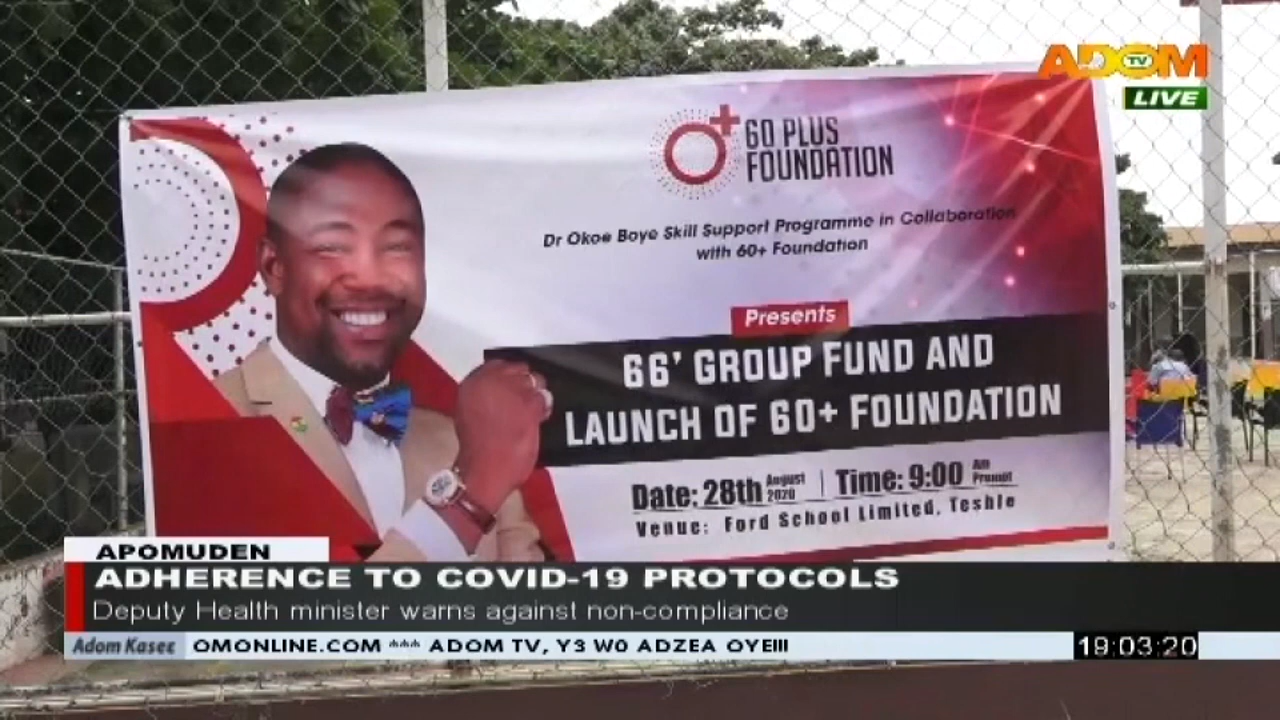 ADOM TV
LIVE
60 PLUS
FOUNDATION
Dr Okoe Boye Skill Support Programme in Collaboration
with 60+ Foundation
Presents
66' GROUP FUND AND
LAUNCH OF 60+ FOUNDATION
Date: 28th August 2020 | Time: 9:00 AM Prompt
Venue: Ford School Limited, Teshie
APOMUDEN
ADHERENCE TO COVID-19 PROTOCOLS
Deputy Health minister warns against non-compliance
Adom Kasee OMONLINE.COM *** ADOM TV, Y3 W0 ADZEA OYE!!! 19:03:20